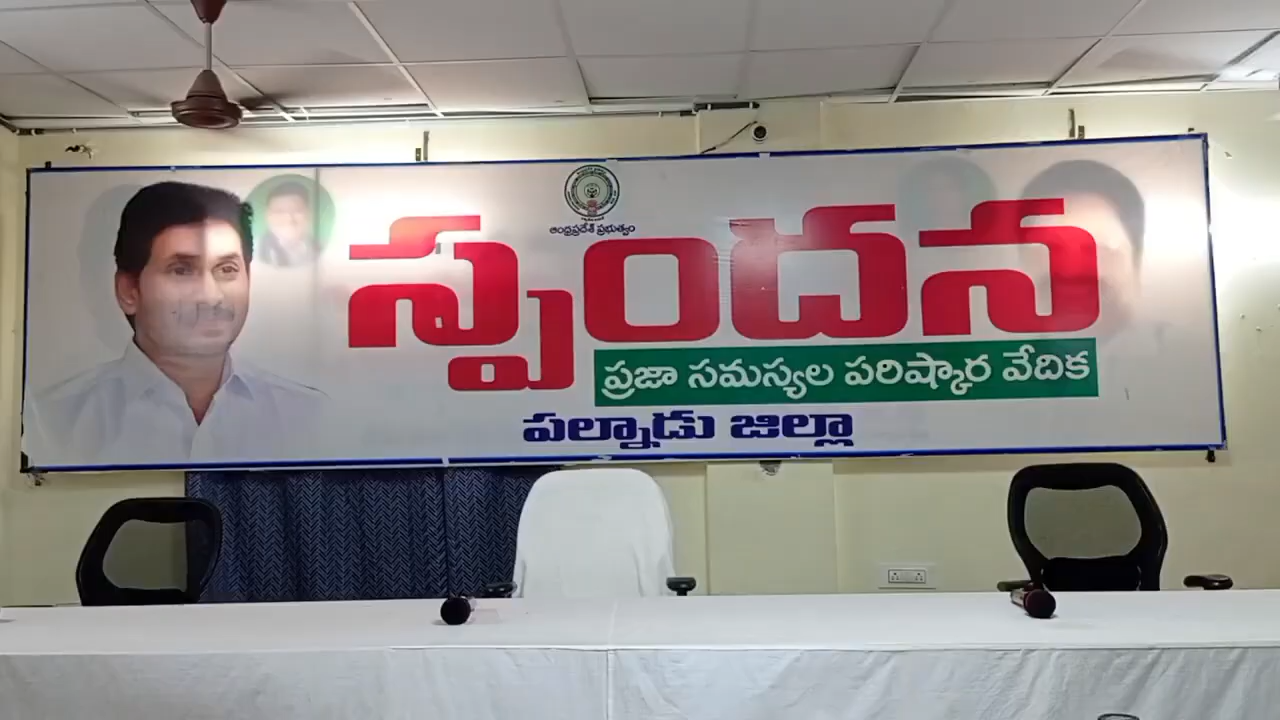 ఆంధ్రప్రదేశ్ ప్రభుత్వం
స్పందన
ప్రజా సమస్యల పరిష్కార వేదిక
పల్నాడు జిల్లా